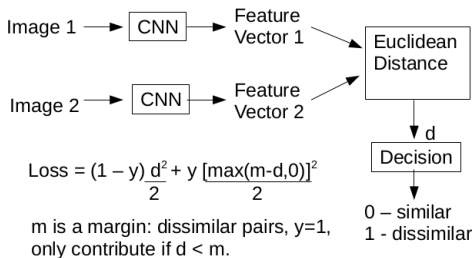 Image 1
CNN
Feature
Vector 1
Euclidean
Distance
Image 2
CNN
Feature
Vector 2
d
Decision
Loss = (1 – y) d² + y [max(m-d,0)]²
2 2
m is a margin: dissimilar pairs, y=1,
only contribute if d < m.
0 – similar
1 - dissimilar